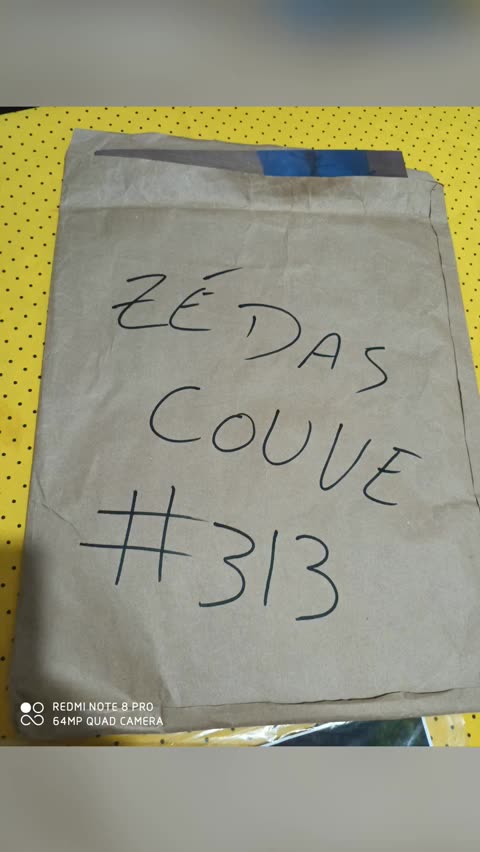 ZÉ DAS
COUVE
#313
REDMI NOTE 8 PRO
64MP QUAD CAMERA